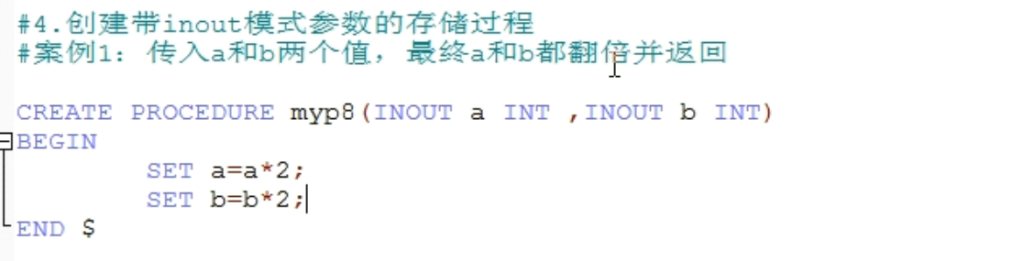 #4.创建带inout模式参数的存储过程
#案例1：传入a和b两个值，最终a和b都翻倍并返回
CREATE PROCEDURE myp8(INOUT a INT ,INOUT b INT)
BEGIN
SET a=a*2;
SET b=b*2;
END $